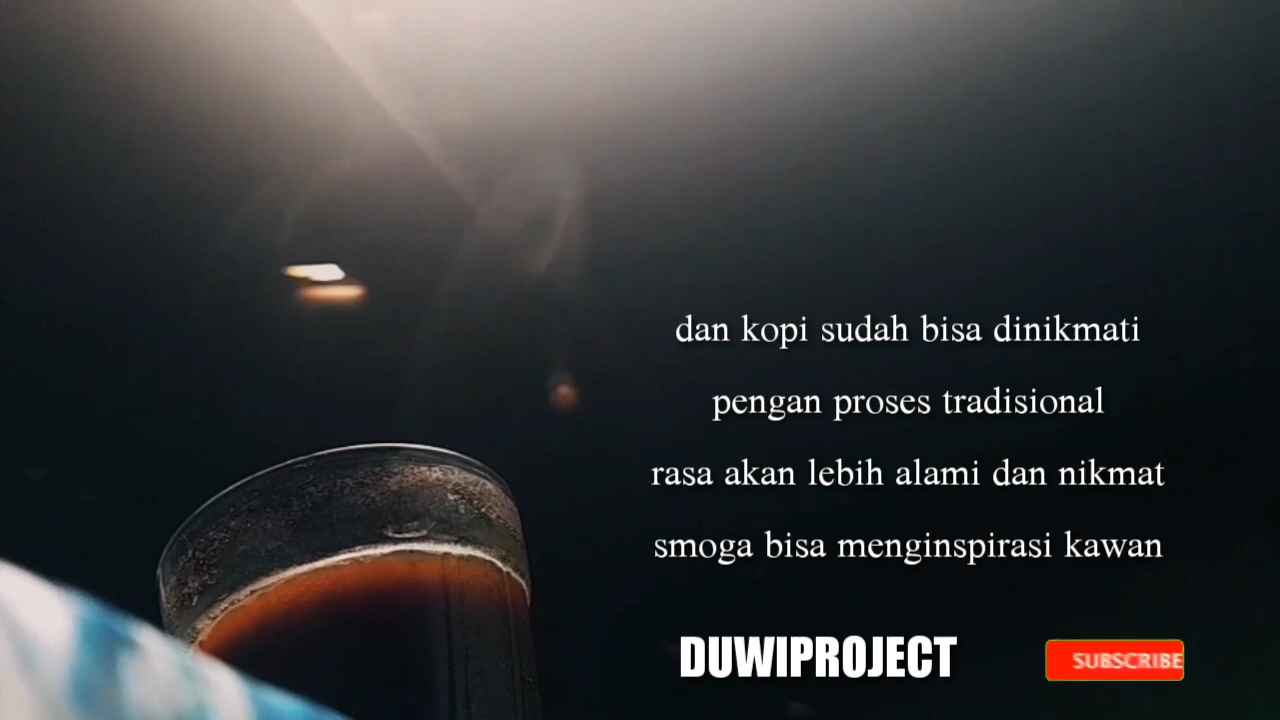 dan kopi sudah bisa dinikmati
pengan proses tradisional
rasa akan lebih alami dan nikmat
smoga bisa menginspirasi kawan
DUWIPROJECT
SUBSCRIBE